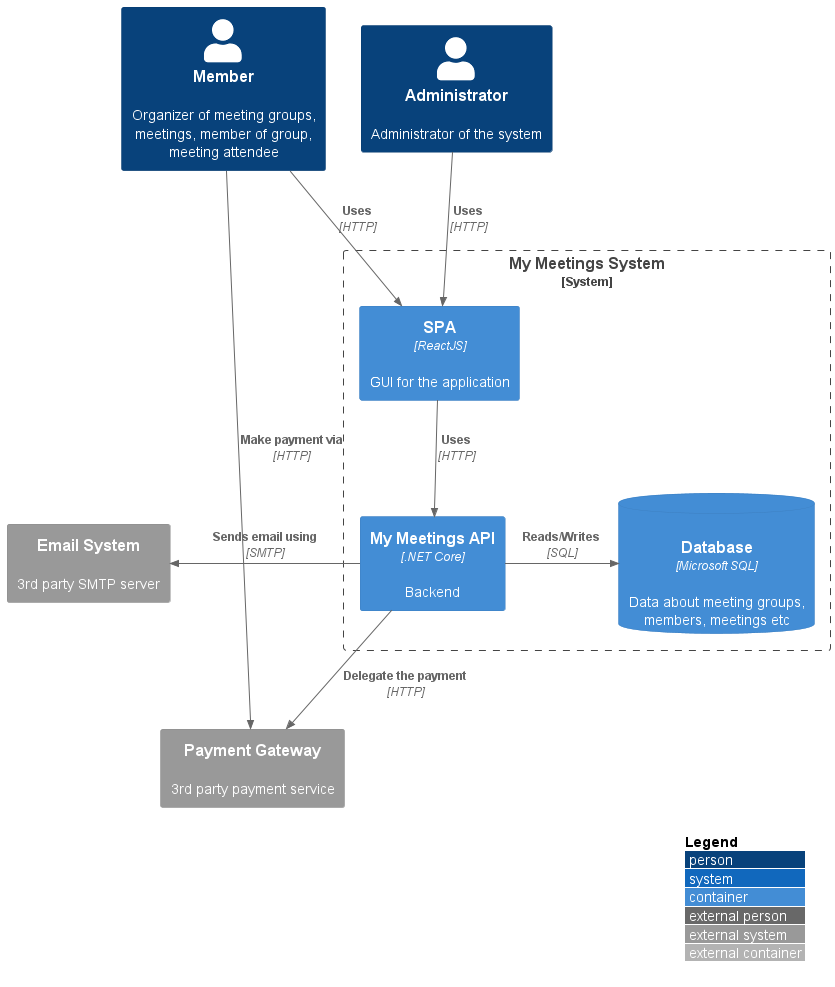 Member
Organizer of meeting groups,
meetings, member of group,
meeting attendee
Administrator
Administrator of the system
Uses
[HTTP]
Uses
[HTTP]
My Meetings System
[System]
SPA
[ReactJS]
GUI for the application
Make payment via
[HTTP]
Uses
[HTTP]
Email System
3rd party SMTP server
Sends email using
[SMTP]
My Meetings API
[.NET Core]
Backend
Reads/Writes
[SQL]
Database
[Microsoft SQL]
Data about meeting groups,
members, meetings etc
Delegate the payment
[HTTP]
Payment Gateway
3rd party payment service
Legend
person
system
container
external person
external system
external container